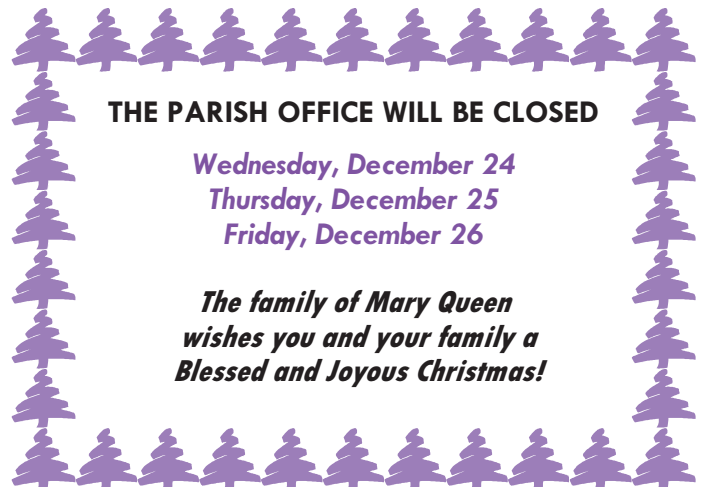 THE PARISH OFFICE WILL BE CLOSED
Wednesday, December 24
Thursday, December 25
Friday, December 26
The family of Mary Queen
wishes you and your family a
Blessed and Joyous Christmas!